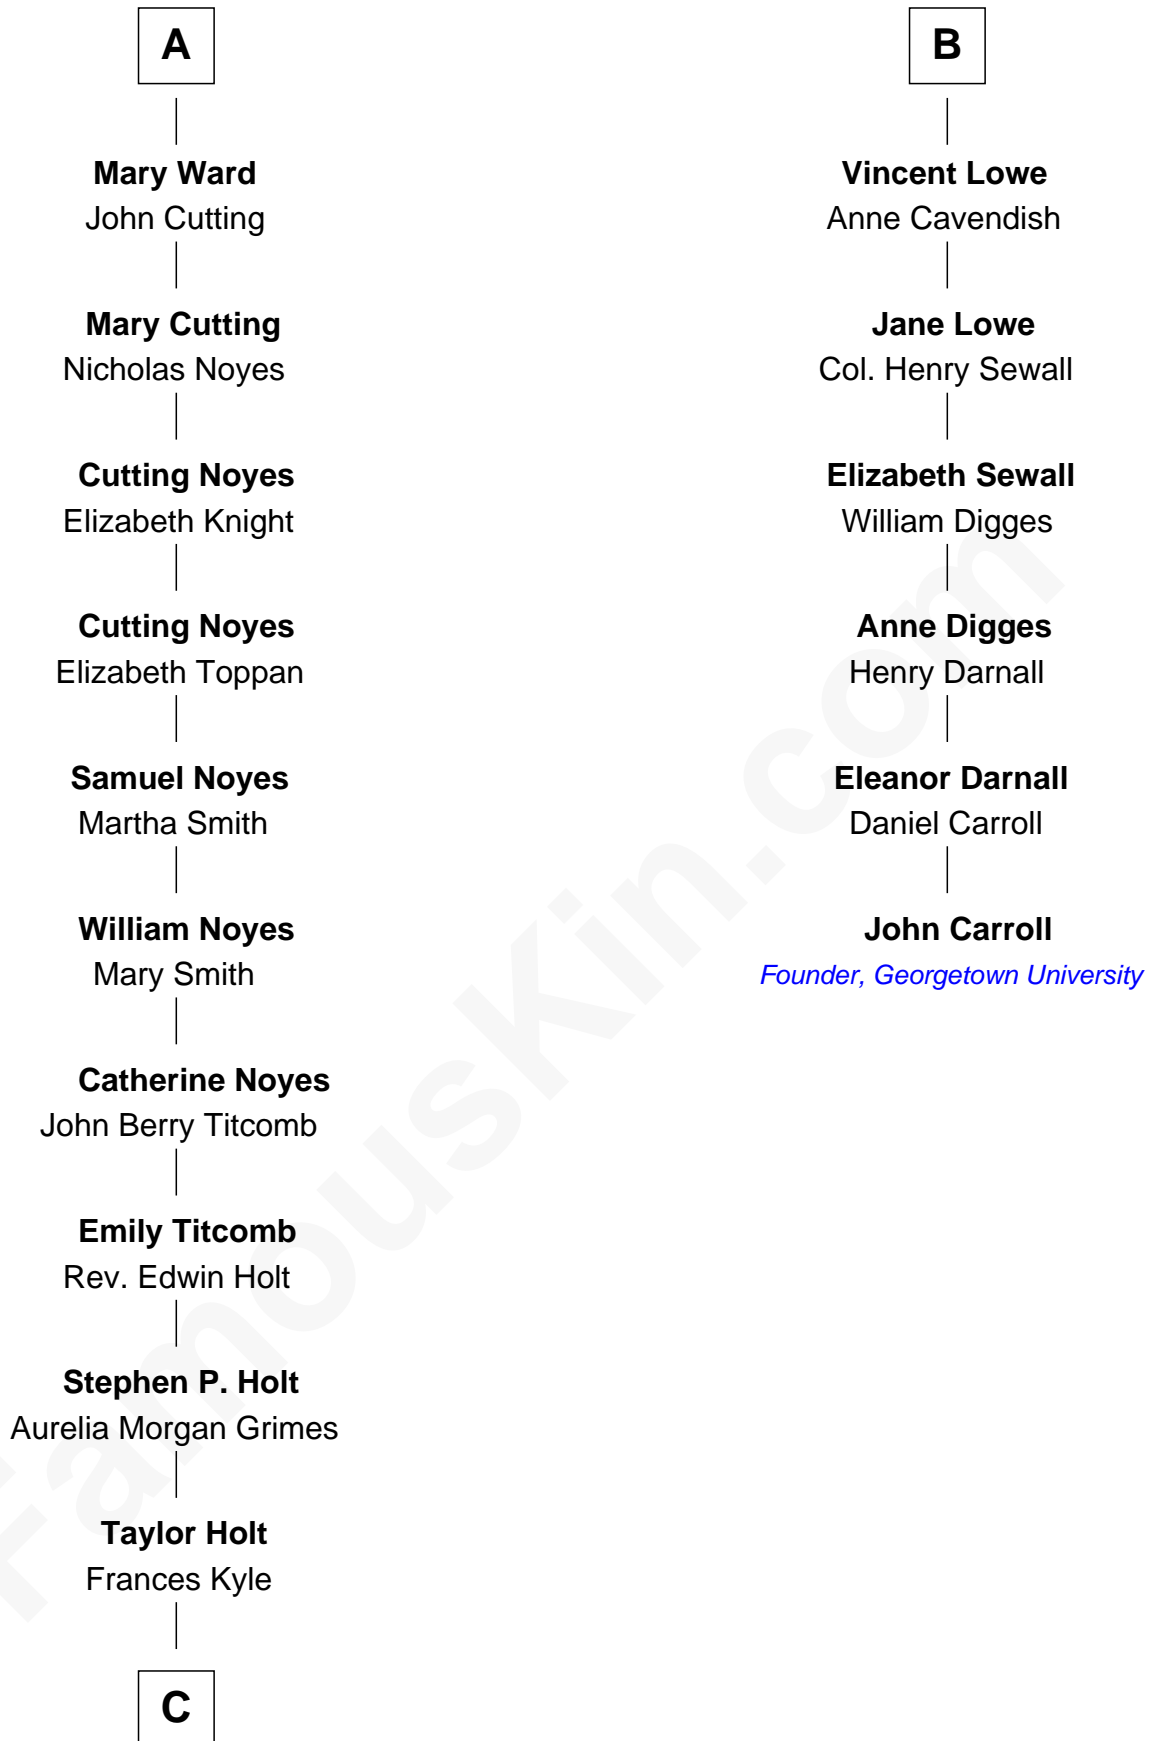 A
Mary Ward
John Cutting
Mary Cutting
Nicholas Noyes
Cutting Noyes
Elizabeth Knight
Cutting Noyes
Elizabeth Toppan
Samuel Noyes
Martha Smith
William Noyes
Mary Smith
Catherine Noyes
John Berry Titcomb
Emily Titcomb
Rev. Edwin Holt
Stephen P. Holt
Aurelia Morgan Grimes
Taylor Holt
Frances Kyle
C
B
Vincent Lowe
Anne Cavendish
Jane Lowe
Col. Henry Sewall
Elizabeth Sewall
William Digges
Anne Digges
Henry Darnall
Eleanor Darnall
Daniel Carroll
John Carroll
Founder, Georgetown University
FamousKin.com